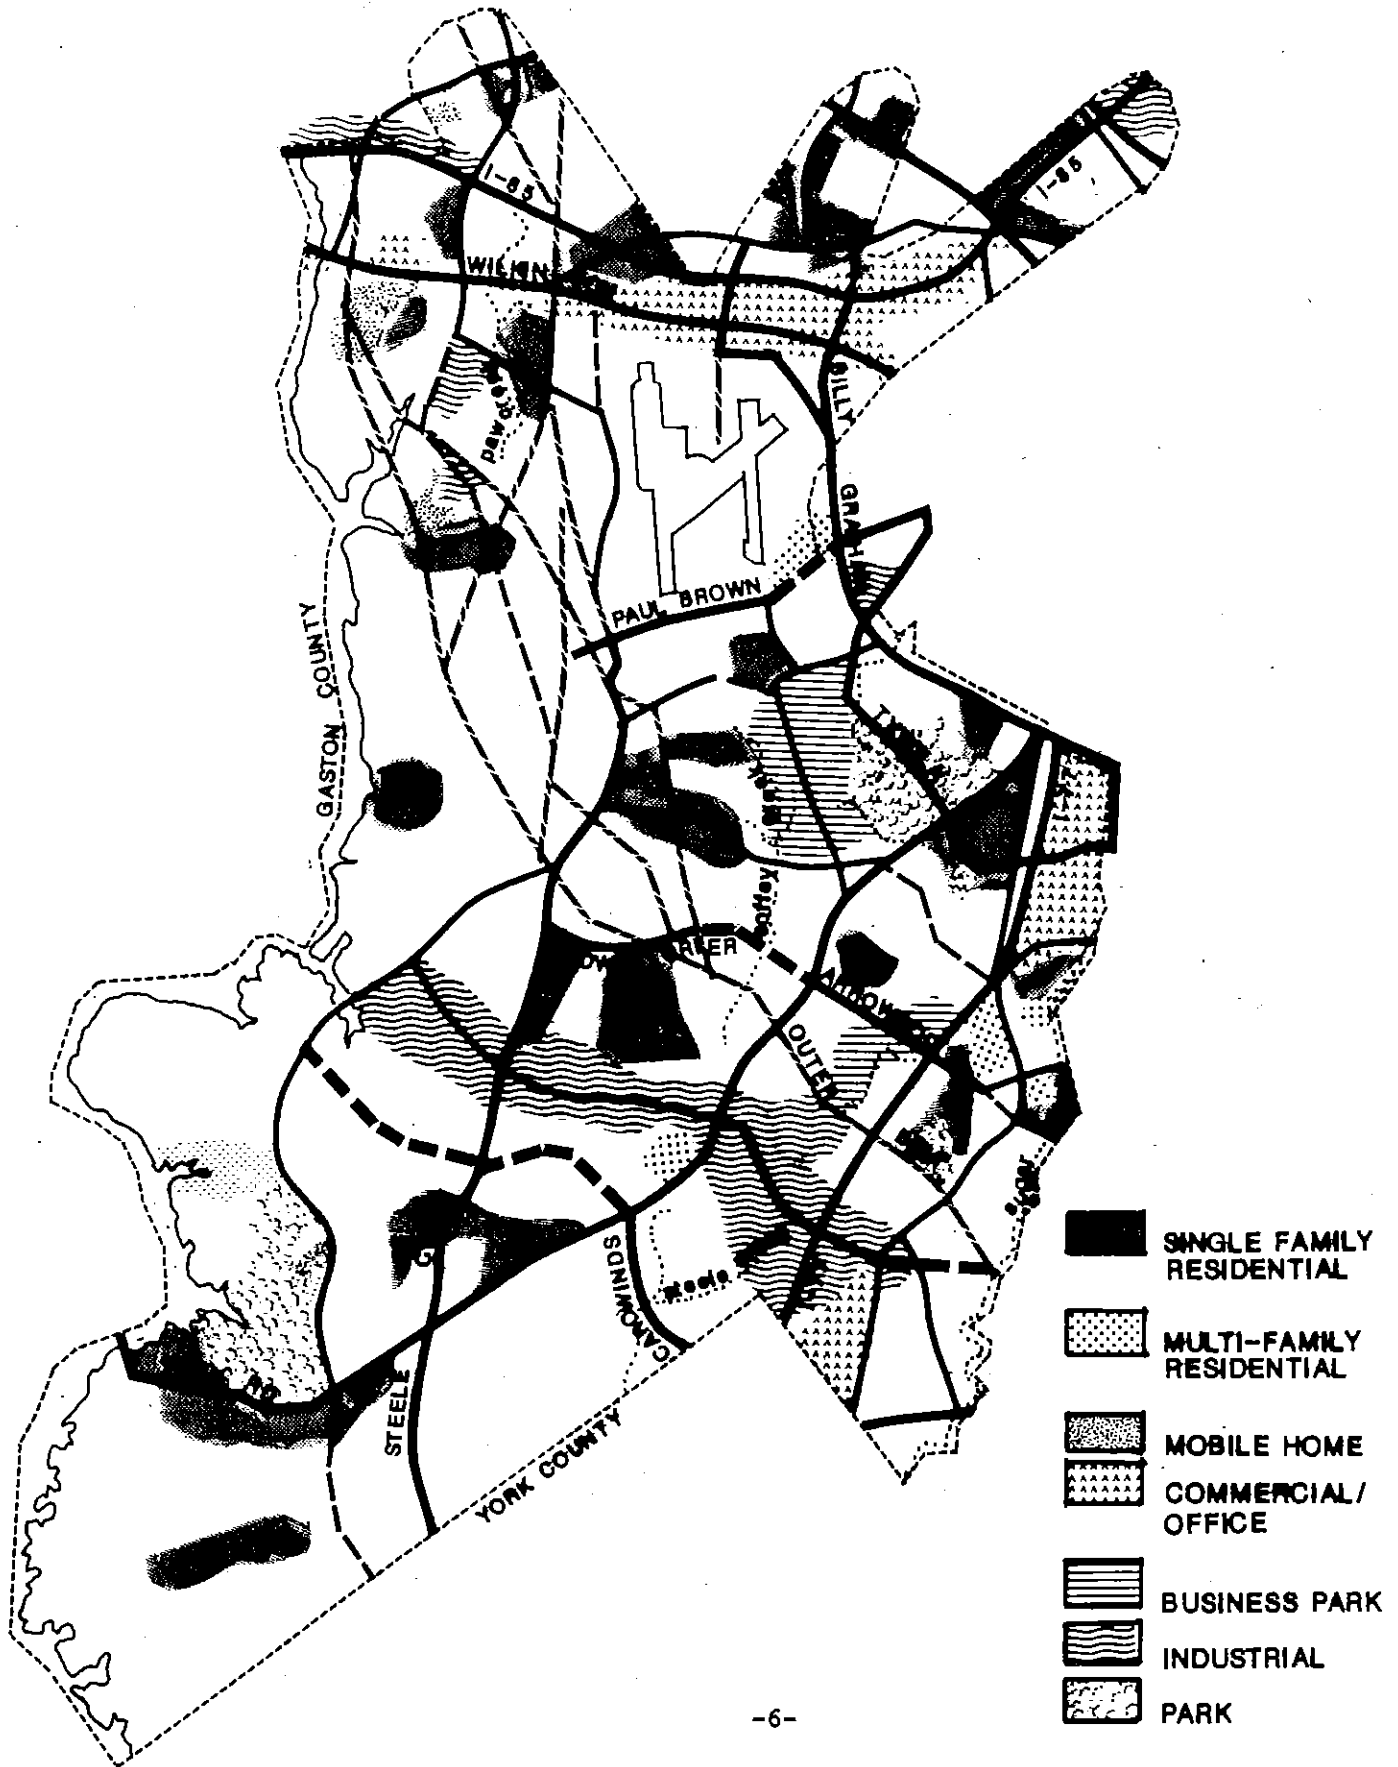 I-85
I-85
WILKIN
BILLY
GRAHAM
PAUL BROWN
GASTON COUNTY
coffey
OUTER
STEELE
CAROWINDS
steele
RD
YORK COUNTY
SINGLE FAMILY
RESIDENTIAL
MULTI-FAMILY
RESIDENTIAL
MOBILE HOME
COMMERCIAL/
OFFICE
BUSINESS PARK
INDUSTRIAL
PARK
-6-